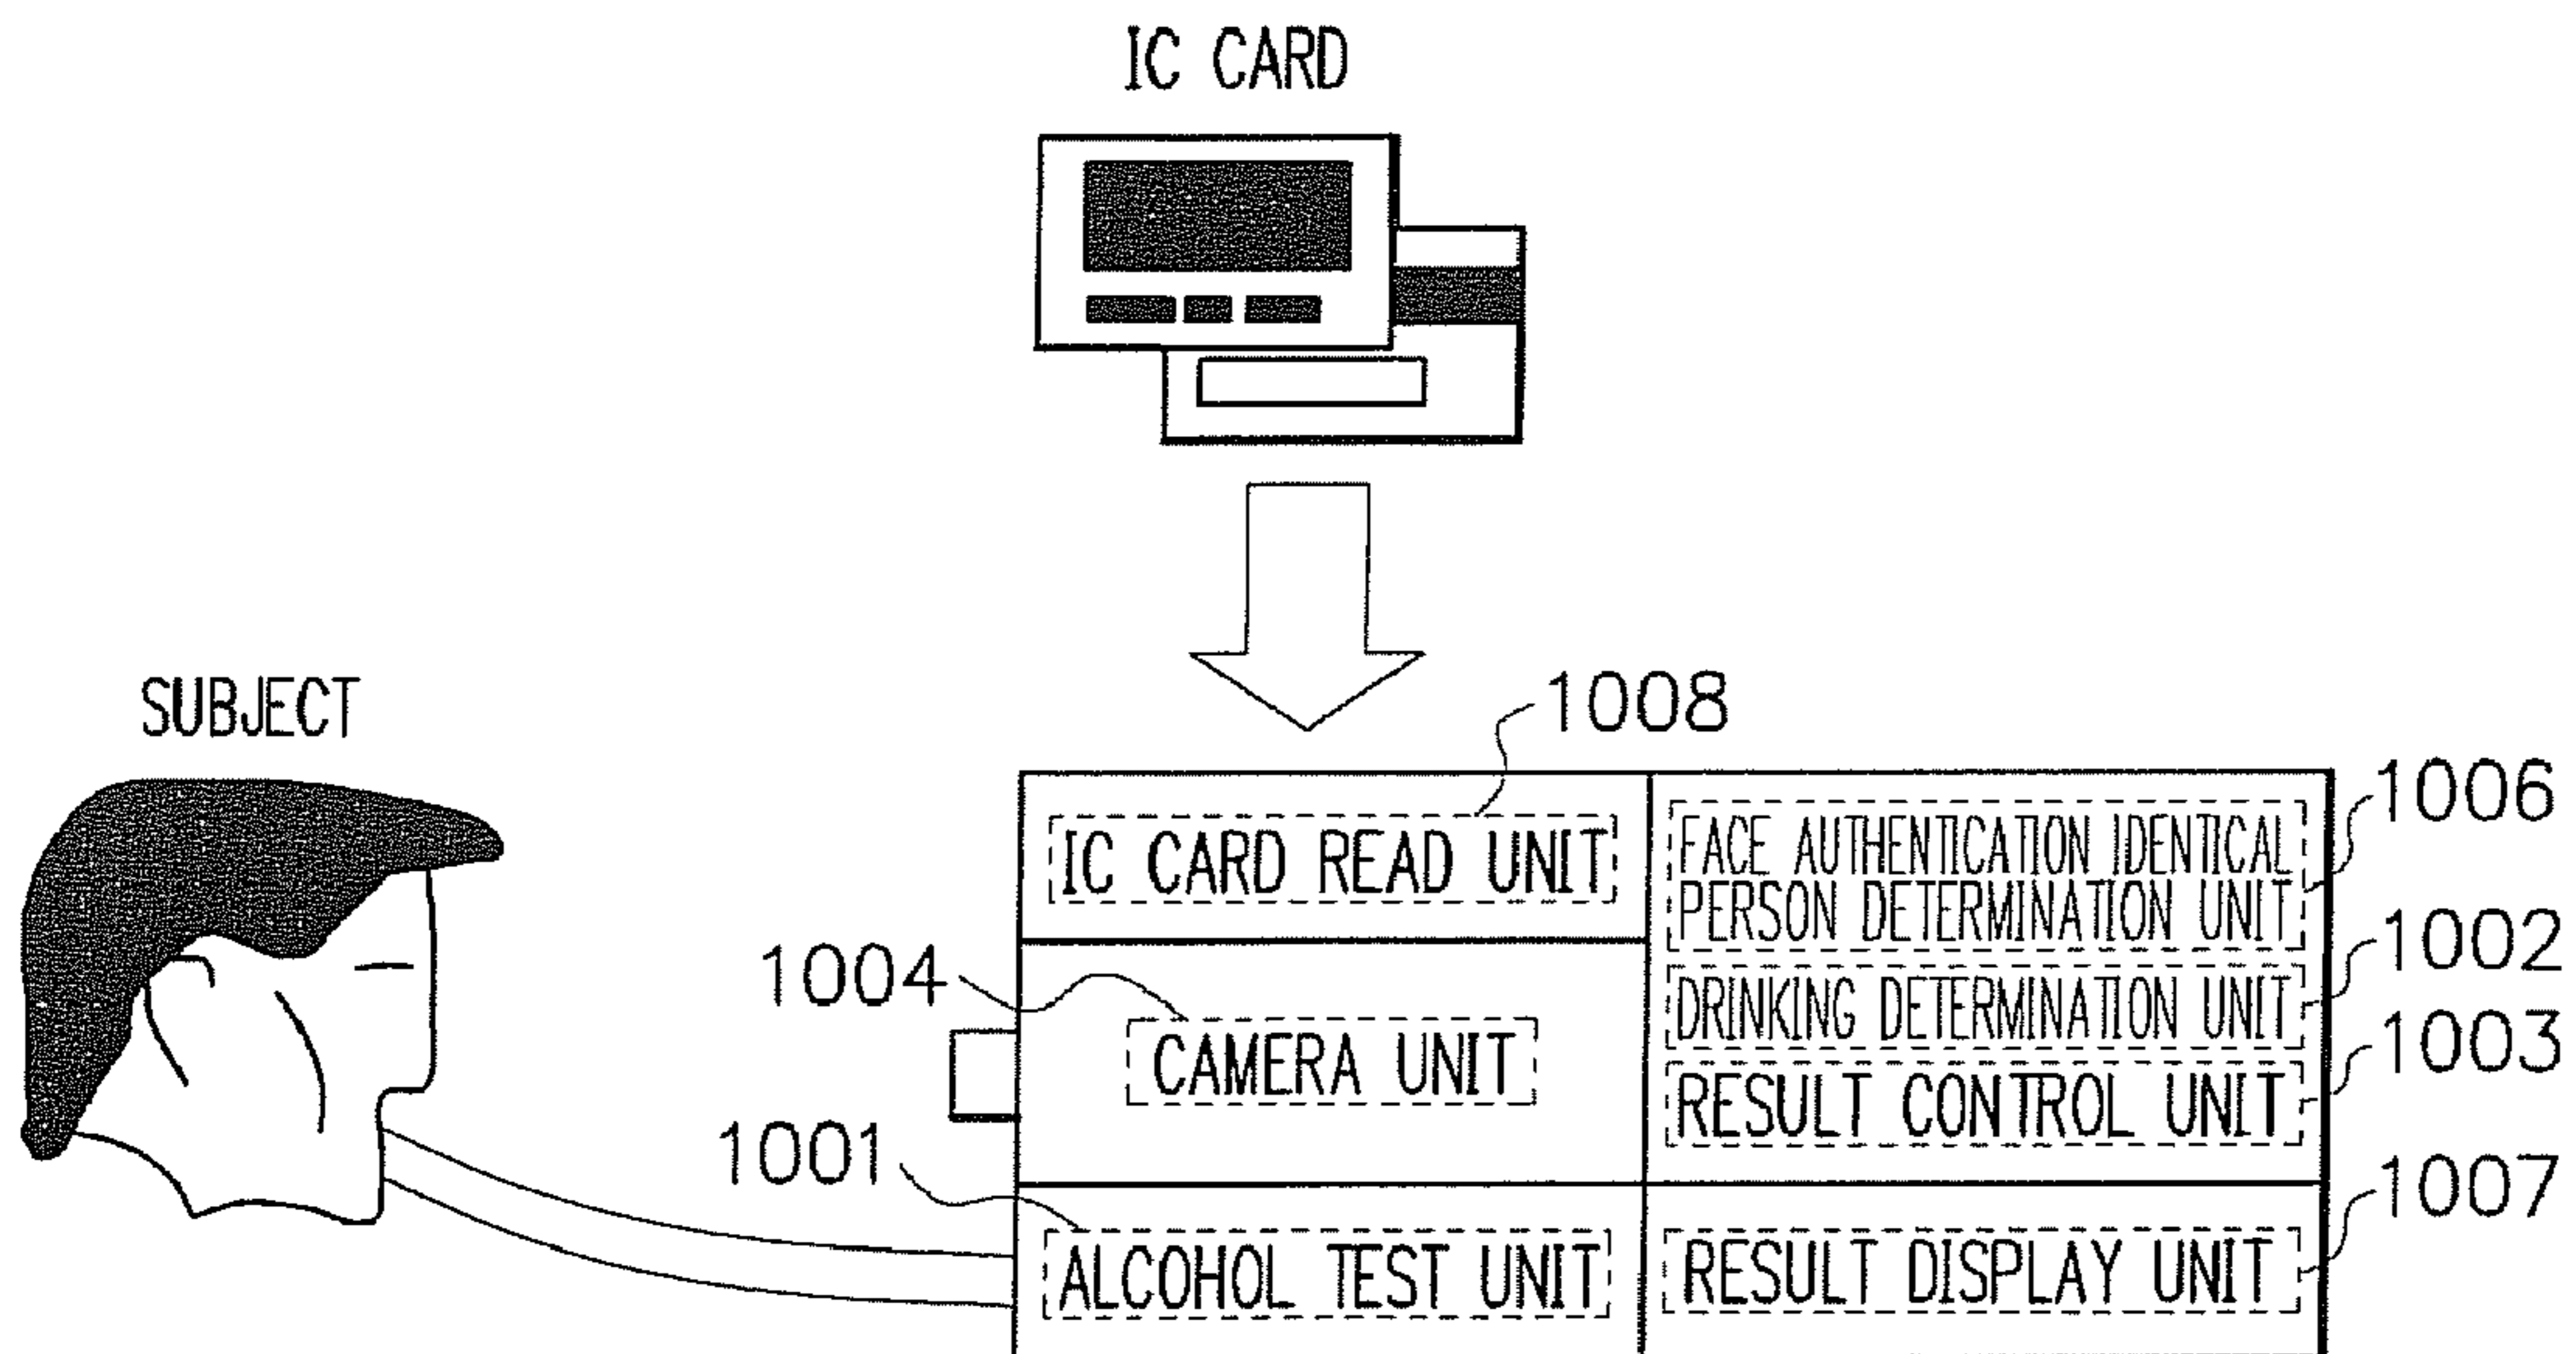 IC CARD
SUBJECT
1008
1006
IC CARD READ UNIT
FACE AUTHENTICATION IDENTICAL
PERSON DETERMINATION UNIT
1002
1004
DRINKING DETERMINATION UNIT
1003
CAMERA UNIT
RESULT CONTROL UNIT
1001
1007
ALCOHOL TEST UNIT
RESULT DISPLAY UNIT